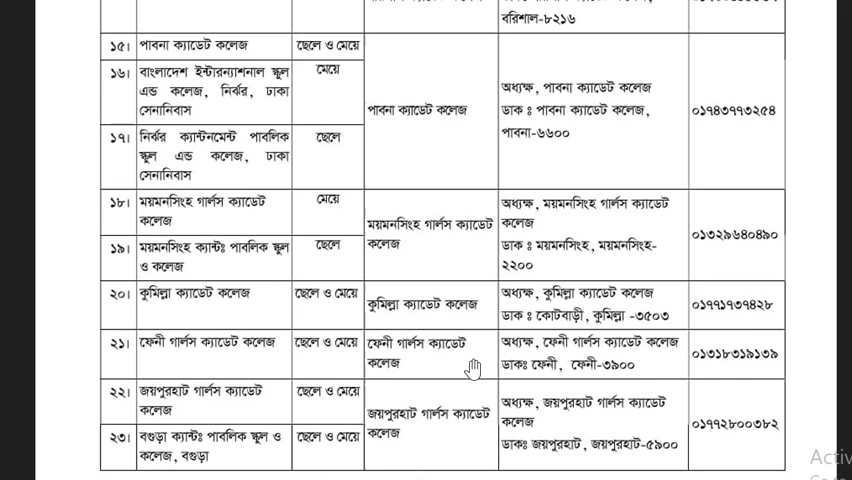 বরিশাল-৮২১৬
১৫। পাবনা ক্যাডেট কলেজ ছেলে ও মেয়ে
১৬। বাংলাদেশ ইন্টারন্যাশনাল স্কুল মেয়ে
এন্ড কলেজ, নির্ঝর, ঢাকা
সেনানিবাস
১৭। নির্ঝর ক্যান্টনমেন্ট পাবলিক ছেলে
স্কুল এন্ড কলেজ, ঢাকা
সেনানিবাস
পাবনা ক্যাডেট কলেজ
অধ্যক্ষ, পাবনা ক্যাডেট কলেজ
ডাক ঃ পাবনা ক্যাডেট কলেজ,
পাবনা-৬৬০০
০১৭৪৩৭৭৩২৫৪
১৮। ময়মনসিংহ গার্লস ক্যাডেট মেয়ে
কলেজ
১৯। ময়মনসিংহ ক্যান্টঃ পাবলিক স্কুল ছেলে
ও কলেজ
ময়মনসিংহ গার্লস ক্যাডেট
কলেজ
অধ্যক্ষ, ময়মনসিংহ গার্লস ক্যাডেট
কলেজ
ডাক ঃ ময়মনসিংহ, ময়মনসিংহ-
২২০০
০১৩২৯৬৪০৪৯০
২০। কুমিল্লা ক্যাডেট কলেজ ছেলে ও মেয়ে
কুমিল্লা ক্যাডেট কলেজ
অধ্যক্ষ, কুমিল্লা ক্যাডেট কলেজ
ডাক ঃ কোটবাড়ী, কুমিল্লা -৩৫০৩
০১৭৭১৭৩৭৪২৮
২১। ফেনী গার্লস ক্যাডেট কলেজ ছেলে ও মেয়ে
ফেনী গার্লস ক্যাডেট
কলেজ
অধ্যক্ষ, ফেনী গার্লস ক্যাডেট কলেজ
ডাকঃ ফেনী, ফেনী-৩৯০০
০১৩১৮৩১৯১৩৯
২২। জয়পুরহাট গার্লস ক্যাডেট ছেলে ও মেয়ে
কলেজ
২৩। বগুড়া ক্যান্টঃ পাবলিক স্কুল ও ছেলে ও মেয়ে
কলেজ, বগুড়া
জয়পুরহাট গার্লস ক্যাডেট
কলেজ
অধ্যক্ষ, জয়পুরহাট গার্লস ক্যাডেট
কলেজ
ডাকঃ জয়পুরহাট, জয়পুরহাট-৫৯০০
০১৭৭২৮০০৩৮২
Activ